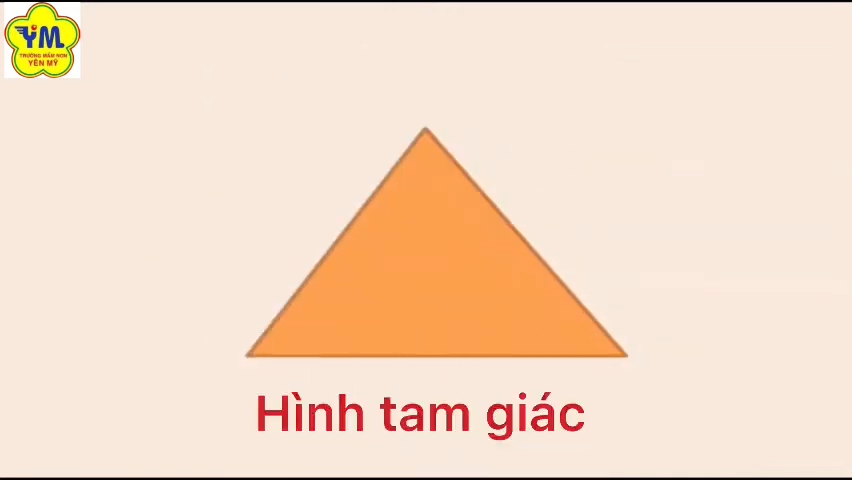 YM
TRƯỜNG MẦM NON
YÊN MỸ
Hình tam giác